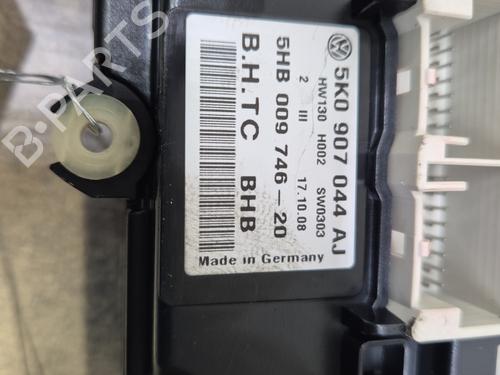 5K0 907 044 AJ
HW130 H002 SW0303
2 III 17.10.08
5HB 009 746-20
B.H.TC BHB
Made in Germany
B-PARTS